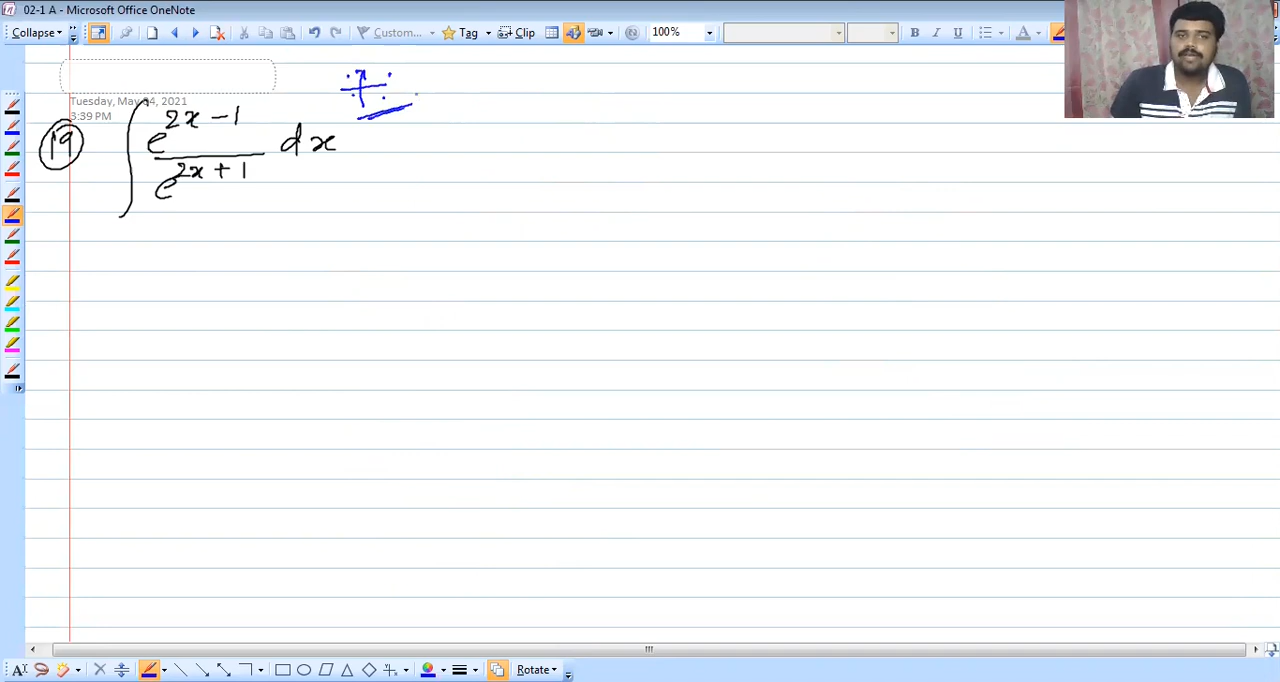 02-1 A - Microsoft Office OneNote
Collapse
Custom...
Tag
Clip
100%
B I U
A
Tuesday, May 04, 2021
3:39 PM
19 ∫ e^(2x-1) / e^(2x+1) dx
Rotate